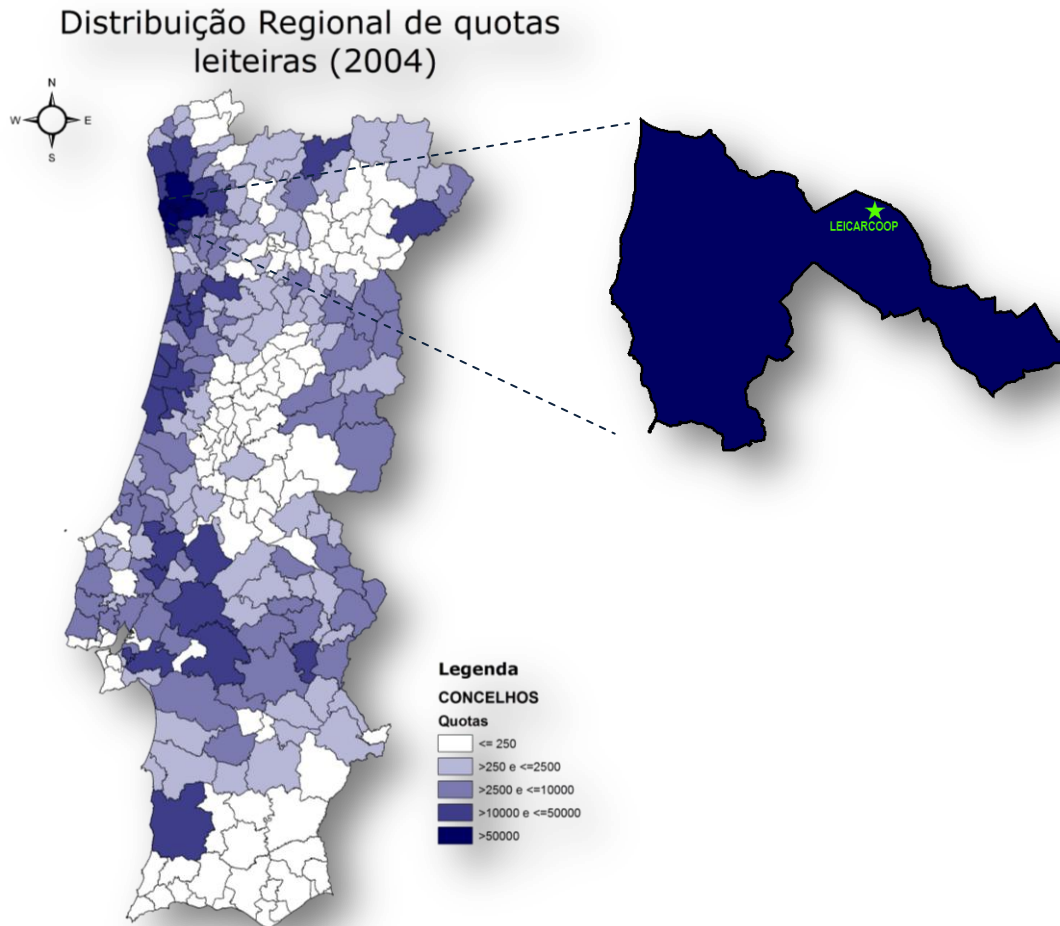 Distribuição Regional de quotas
leiteiras (2004)
N
W
E
S
LEICARCOOP
Legenda
CONCELHOS
Quotas
<= 250
>250 e <=2500
>2500 e <=10000
>10000 e <=50000
>50000